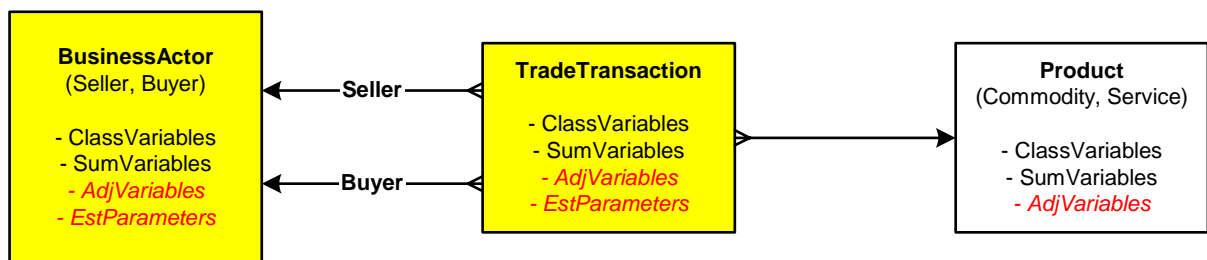 BusinessActor
(Seller, Buyer)
- ClassVariables
- SumVariables
- AdjVariables
- EstParameters
Seller
Buyer
TradeTransaction
- ClassVariables
- SumVariables
- AdjVariables
- EstParameters
Product
(Commodity, Service)
- ClassVariables
- SumVariables
- AdjVariables